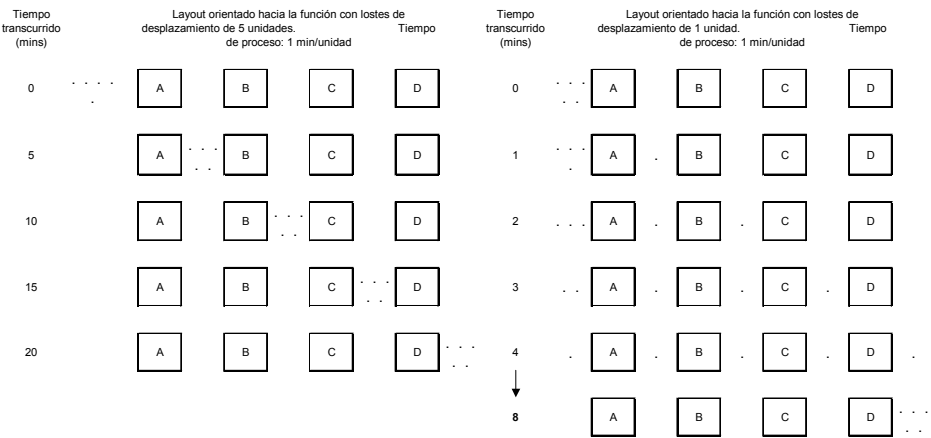 Tiempo
transcurrido
(mins)
Layout orientado hacia la función con lostes de
desplazamiento de 5 unidades. Tiempo
de proceso: 1 min/unidad
0 A B C D
5 A B C D
10 A B C D
15 A B C D
20 A B C D
Tiempo
transcurrido
(mins)
Layout orientado hacia la función con lostes de
desplazamiento de 1 unidad. Tiempo
de proceso: 1 min/unidad
0 A B C D
1 A B C D
2 A B C D
3 A B C D
4 A B C D
8 A B C D